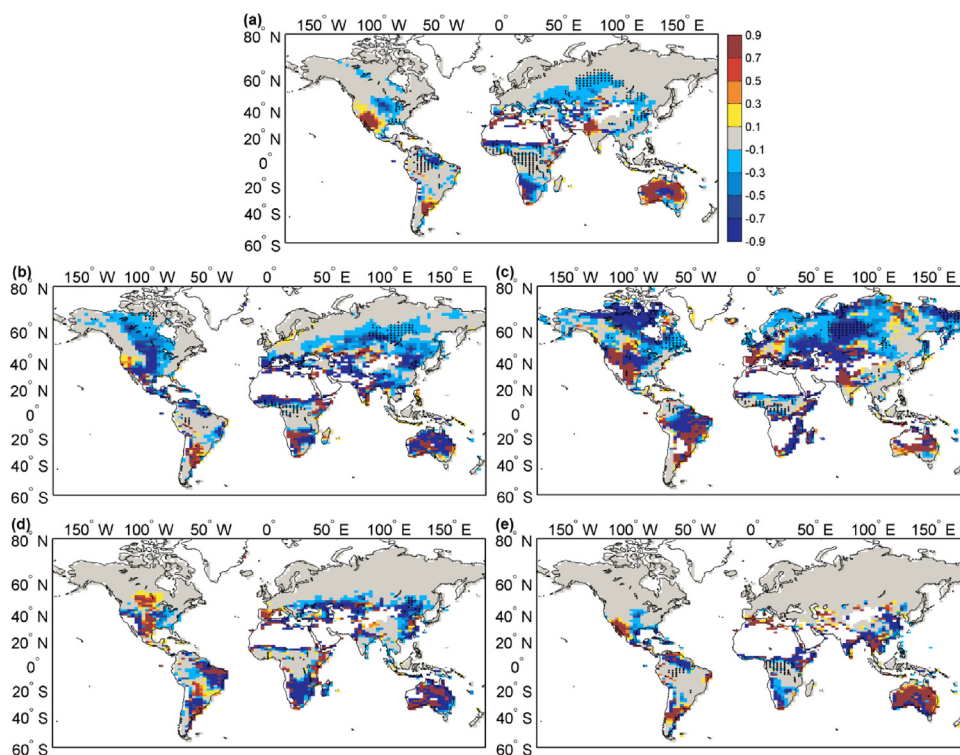 (a) 150° W 100° W 50° W 0° 50° E 100° E 150° E
80° N
60° N
40° N
20° N
0°
20° S
40° S
60° S
0.9
0.7
0.5
0.3
0.1
-0.1
-0.3
-0.5
-0.7
-0.9
(b) 150° W 100° W 50° W 0° 50° E 100° E 150° E
80° N
60° N
40° N
20° N
0°
20° S
40° S
60° S
(c) 150° W 100° W 50° W 0° 50° E 100° E 150° E
80° N
60° N
40° N
20° N
0°
20° S
40° S
60° S
(d) 150° W 100° W 50° W 0° 50° E 100° E 150° E
80° N
60° N
40° N
20° N
0°
20° S
40° S
60° S
(e) 150° W 100° W 50° W 0° 50° E 100° E 150° E
80° N
60° N
40° N
20° N
0°
20° S
40° S
60° S